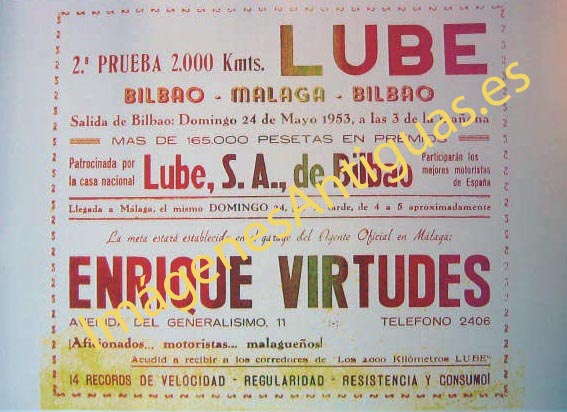 2.ª PRUEBA 2.000 Kmts. LUBE
BILBAO - MALAGA - BILBAO
Salida de Bilbao: Domingo 24 de Mayo 1953, a las 3 de la mañana
MAS DE 165.000 PESETAS EN PREMIOS
Patrocinada por
la casa nacional
Lube, S. A., de Bilbao
Participarán los
mejores motoristas
de España
Llegada a Málaga, el mismo DOMINGO 24, tarde, de 4 a 5 aproximadamente
La meta estará establecida garage del Agente Oficial en Málaga:
ENRIQUE VIRTUDES
AVENIDA DEL GENERALISIMO, 11 TELEFONO 2406
¡Aficionados... motoristas... malagueños!
Acudid a recibir a los corredores de "Los 2.000 Kilómetros LUBE"
¡4 RECORDS DE VELOCIDAD - REGULARIDAD - RESISTENCIA Y CONSUMO!
ImágenesAntiguas.es